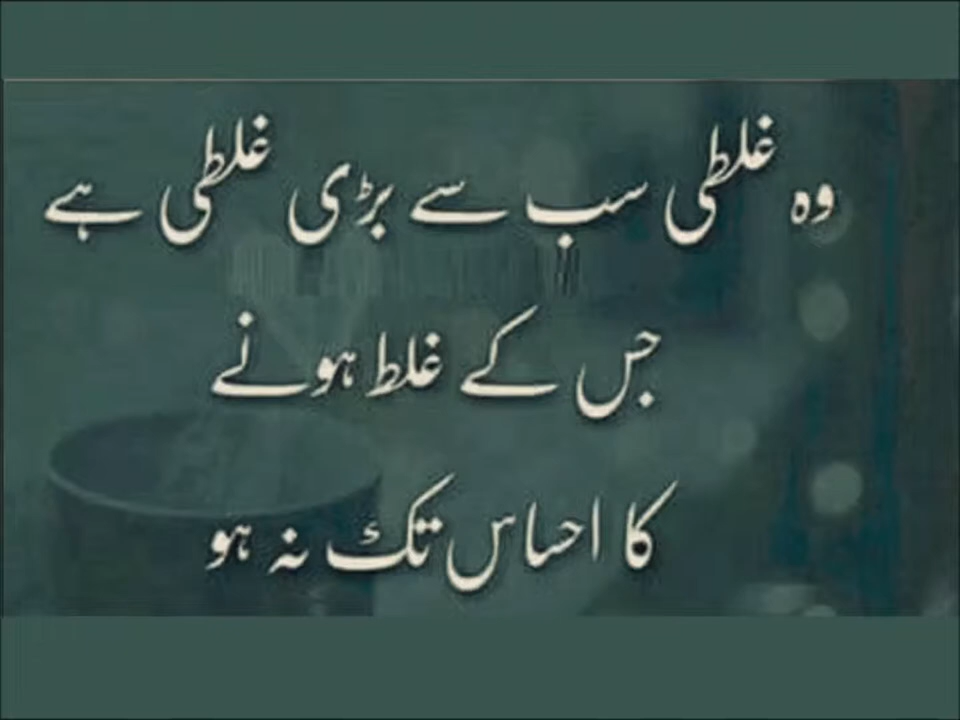 وہ غلطی سب سے بڑی غلطی ہے
جس کے غلط ہونے
کا احساس تک نہ ہو